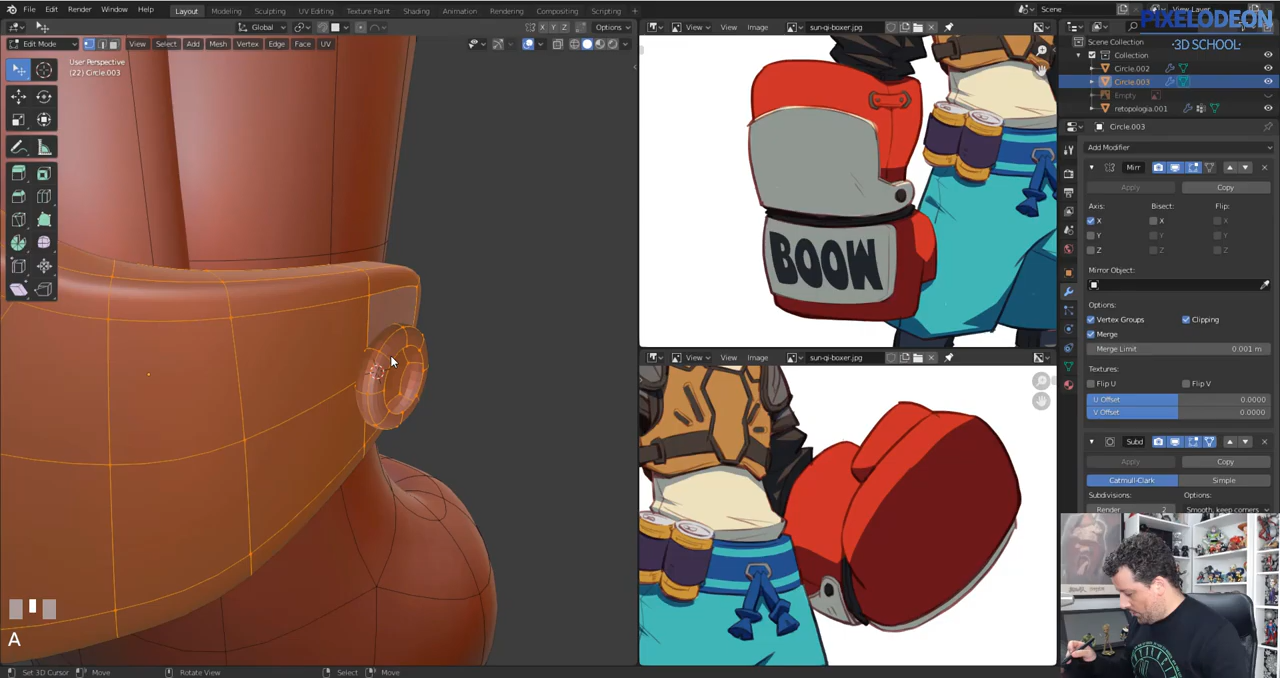 File Edit Render Window Help Layout Modeling Sculpting UV Editing Texture Paint Shading Animation Rendering Compositing Scripting + Scene View Layer
PIXELODEON
·3D SCHOOL·
Global X Y Z Options
View Image sun-qi-boxer.jpg
Edit Mode View Select Add Mesh Vertex Edge Face UV
User Perspective
(22) Circle.003
Scene Collection
Collection
Circle.002
Circle.003
Empty
retopologia.001
Circle.003
Add Modifier
Mirr
Apply Copy
Axis: Bisect: Flip:
X X X
Y Y Y
Z Z Z
Mirror Object:
Options:
Vertex Groups Clipping
Merge
Merge Limit 0.001 m
Textures:
Flip U Flip V
U Offset 0.0000
V Offset 0.0000
Subd
Apply Copy
Catmull-Clark Simple
Subdivisions: Options:
Render 2 Smooth, keep corners
BOOM
View Image sun-qi-boxer.jpg
A
Set 3D Cursor Move Rotate View Select Move